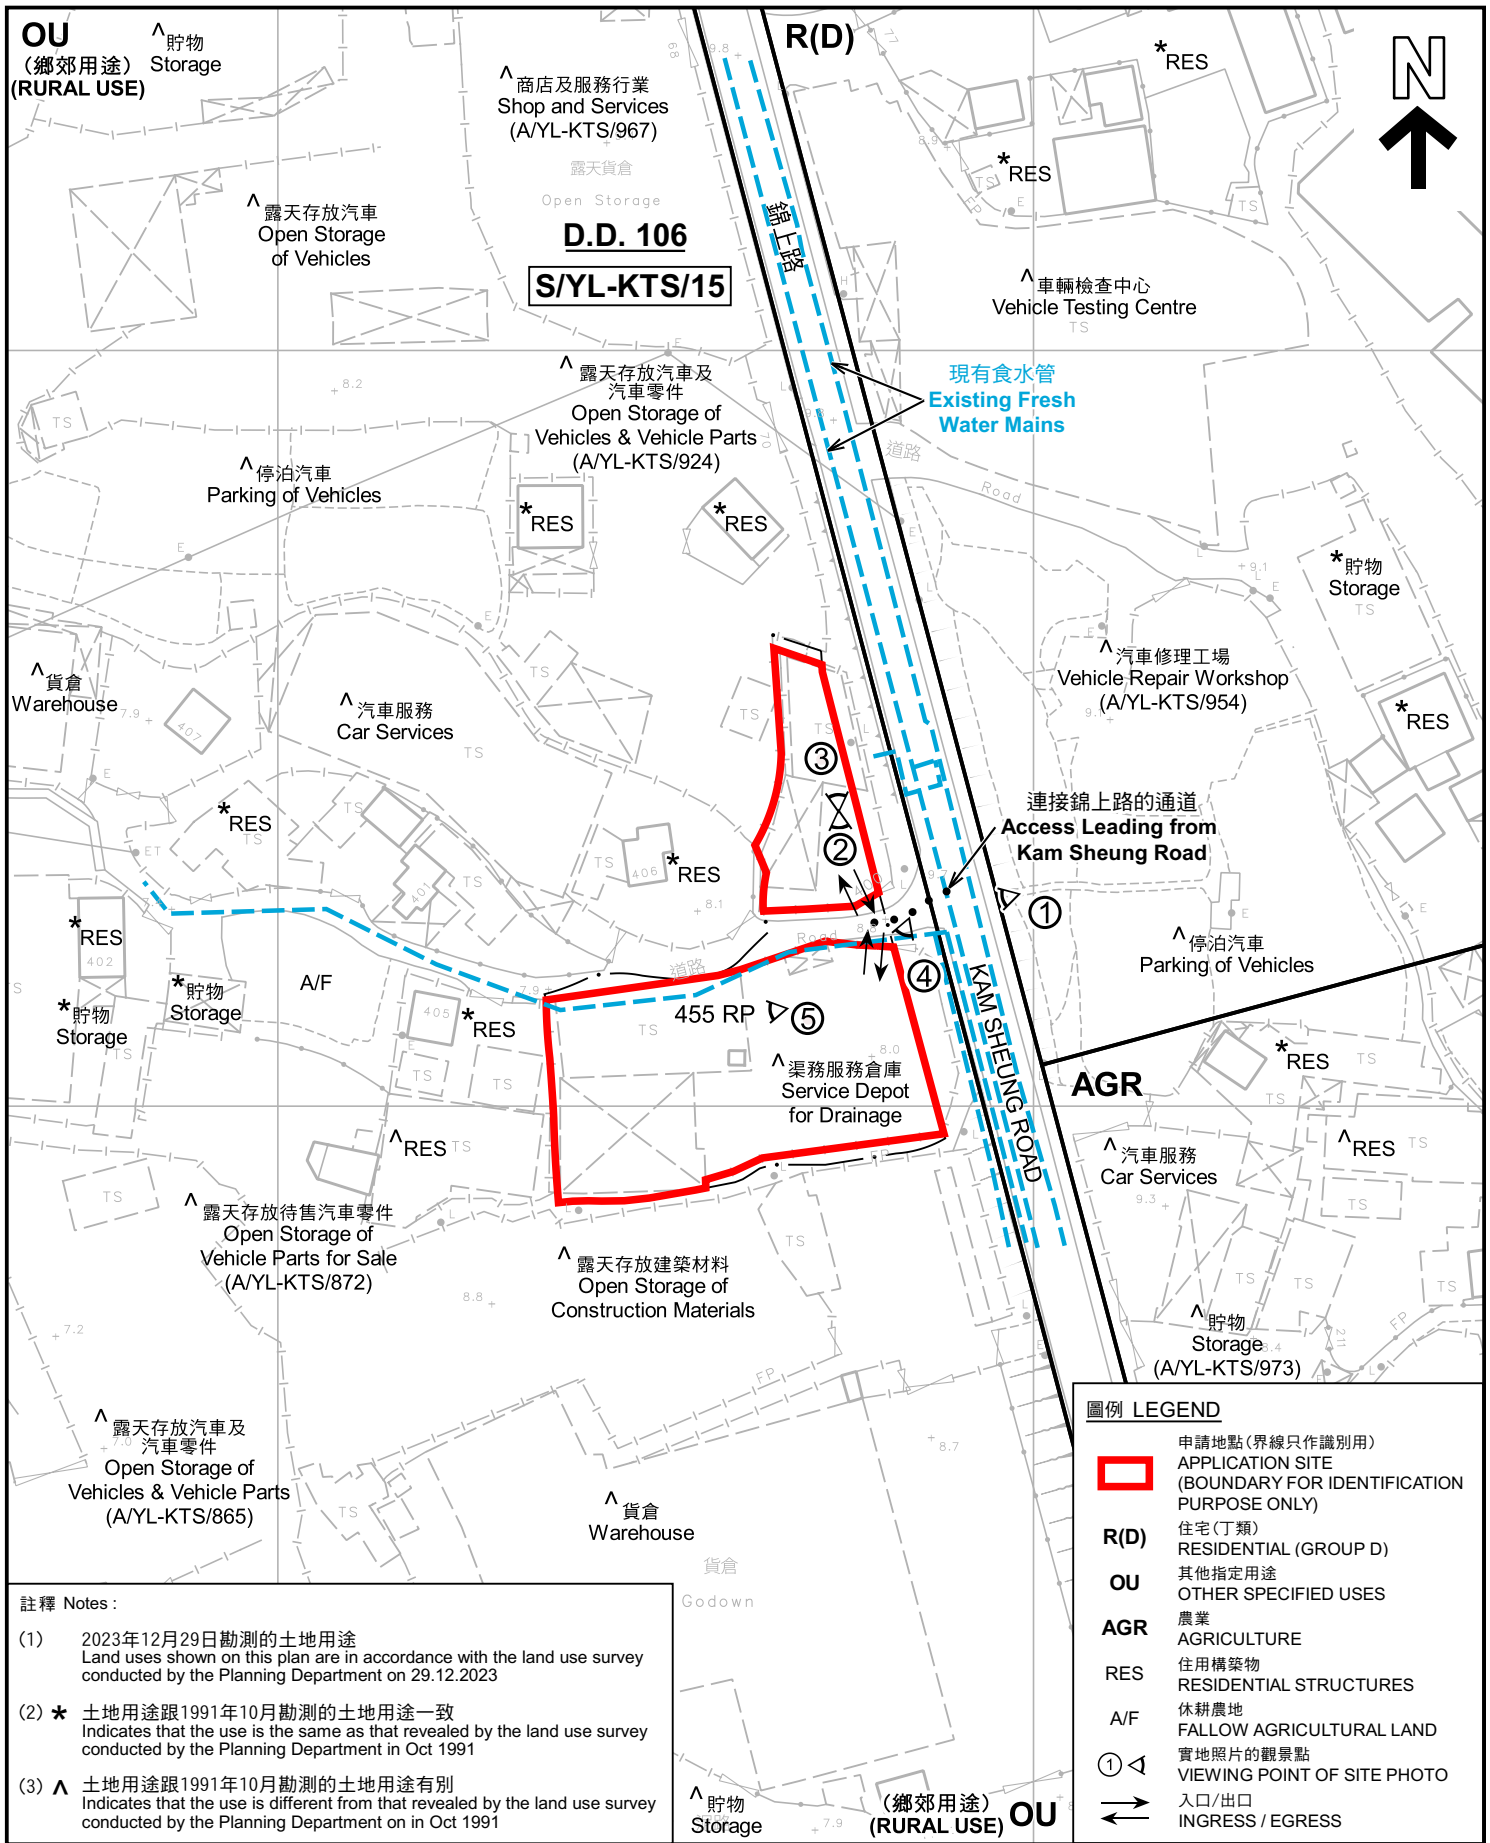 OU
（鄉郊用途）
(RURAL USE)
^貯物
Storage
^商店及服務行業
Shop and Services
(A/YL-KTS/967)
露天貨倉
Open Storage
D.D. 106
S/YL-KTS/15
R(D)
*RES
N
*RES
^露天存放汽車
Open Storage
of Vehicles
錦上路
^車輛檢查中心
Vehicle Testing Centre
TS
^露天存放汽車及
汽車零件
Open Storage of
Vehicles & Vehicle Parts
(A/YL-KTS/924)
現有食水管
Existing Fresh
Water Mains
道路
Road
^停泊汽車
Parking of Vehicles
*RES
*RES
*貯物
Storage
TS
^貨倉
Warehouse
^汽車服務
Car Services
TS
^汽車修理工場
Vehicle Repair Workshop
(A/YL-KTS/954)
*RES
③
②
連接錦上路的通道
Access Leading from
Kam Sheung Road
*RES
*RES
406
407
401
①
④
⑤
*RES
402
*貯物
Storage
*貯物
Storage
A/F
405
*RES
道路
Road
455 RP
TS
^渠務服務倉庫
Service Depot
for Drainage
KAM SHEUNG ROAD
^停泊汽車
Parking of Vehicles
AGR
*RES
^RES
^RES
^汽車服務
Car Services
^露天存放待售汽車零件
Open Storage of
Vehicle Parts for Sale
(A/YL-KTS/872)
^露天存放建築材料
Open Storage of
Construction Materials
^貯物
Storage
(A/YL-KTS/973)
^露天存放汽車及
汽車零件
Open Storage of
Vehicles & Vehicle Parts
(A/YL-KTS/865)
^貨倉
Warehouse
貨倉
Godown
^貯物
Storage
（鄉郊用途）
(RURAL USE) OU
註釋 Notes :
(1) 2023年12月29日勘測的土地用途
Land uses shown on this plan are in accordance with the land use survey
conducted by the Planning Department on 29.12.2023
(2) * 土地用途跟1991年10月勘測的土地用途一致
Indicates that the use is the same as that revealed by the land use survey
conducted by the Planning Department in Oct 1991
(3) ^ 土地用途跟1991年10月勘測的土地用途有別
Indicates that the use is different from that revealed by the land use survey
conducted by the Planning Department on in Oct 1991
圖例 LEGEND
申請地點（界線只作識別用）
APPLICATION SITE
(BOUNDARY FOR IDENTIFICATION
PURPOSE ONLY)
R(D) 住宅（丁類）
RESIDENTIAL (GROUP D)
OU 其他指定用途
OTHER SPECIFIED USES
AGR 農業
AGRICULTURE
RES 住用構築物
RESIDENTIAL STRUCTURES
A/F 休耕農地
FALLOW AGRICULTURAL LAND
① 實地照片的觀景點
VIEWING POINT OF SITE PHOTO
入口/出口
INGRESS / EGRESS